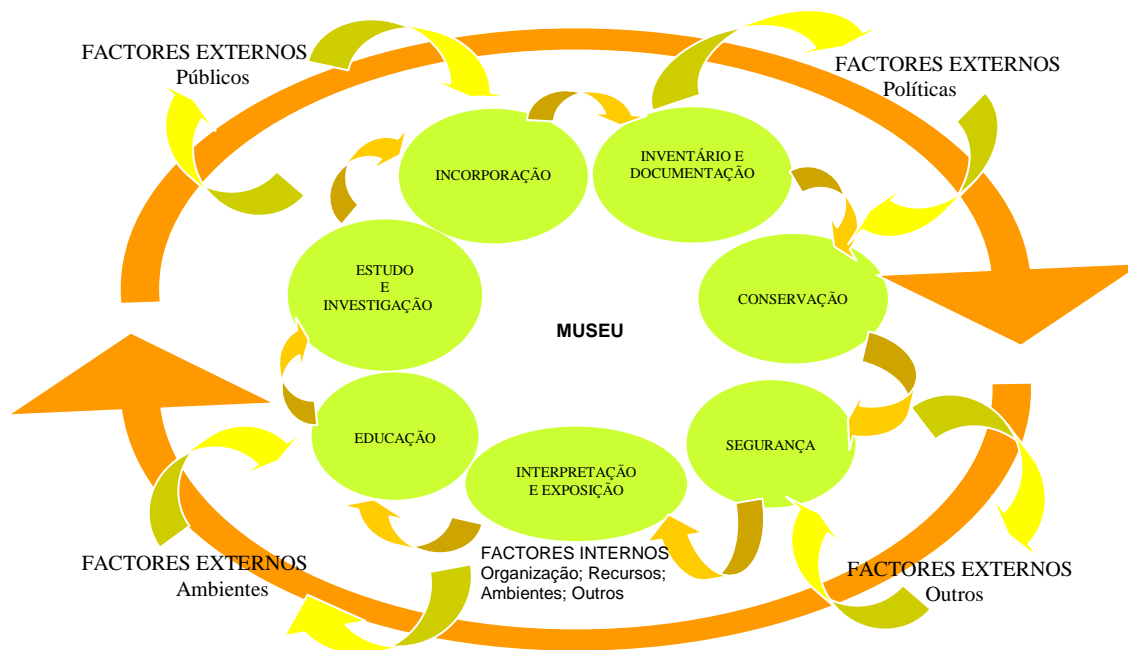 FACTORES EXTERNOS
Públicos
FACTORES EXTERNOS
Políticas
INCORPORAÇÃO
INVENTÁRIO E
DOCUMENTAÇÃO
ESTUDO
E
INVESTIGAÇÃO
CONSERVAÇÃO
MUSEU
EDUCAÇÃO
SEGURANÇA
INTERPRETAÇÃO
E EXPOSIÇÃO
FACTORES INTERNOS
Organização; Recursos;
Ambientes; Outros
FACTORES EXTERNOS
Ambientes
FACTORES EXTERNOS
Outros